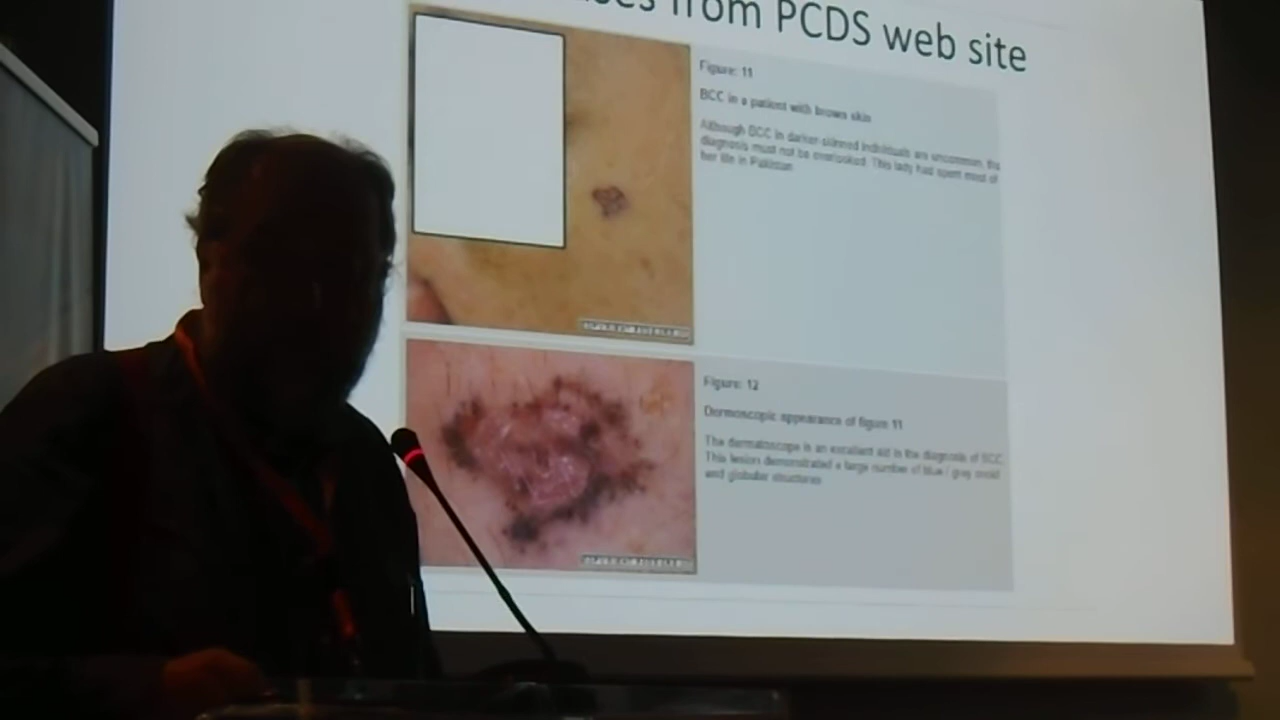 from PCDS web site
Figure: 11
BCC in a patient with brown skin
Although BCC in darker skinned individuals are uncommon, the
diagnosis must not be overlooked. This lady had spent most of
her life in Pakistan
Figure: 12
Dermoscopic appearance of figure 11
The dermatoscope is an excellent aid in the diagnosis of BCC.
This lesion demonstrated a large number of blue / grey ovoid
and globular structures